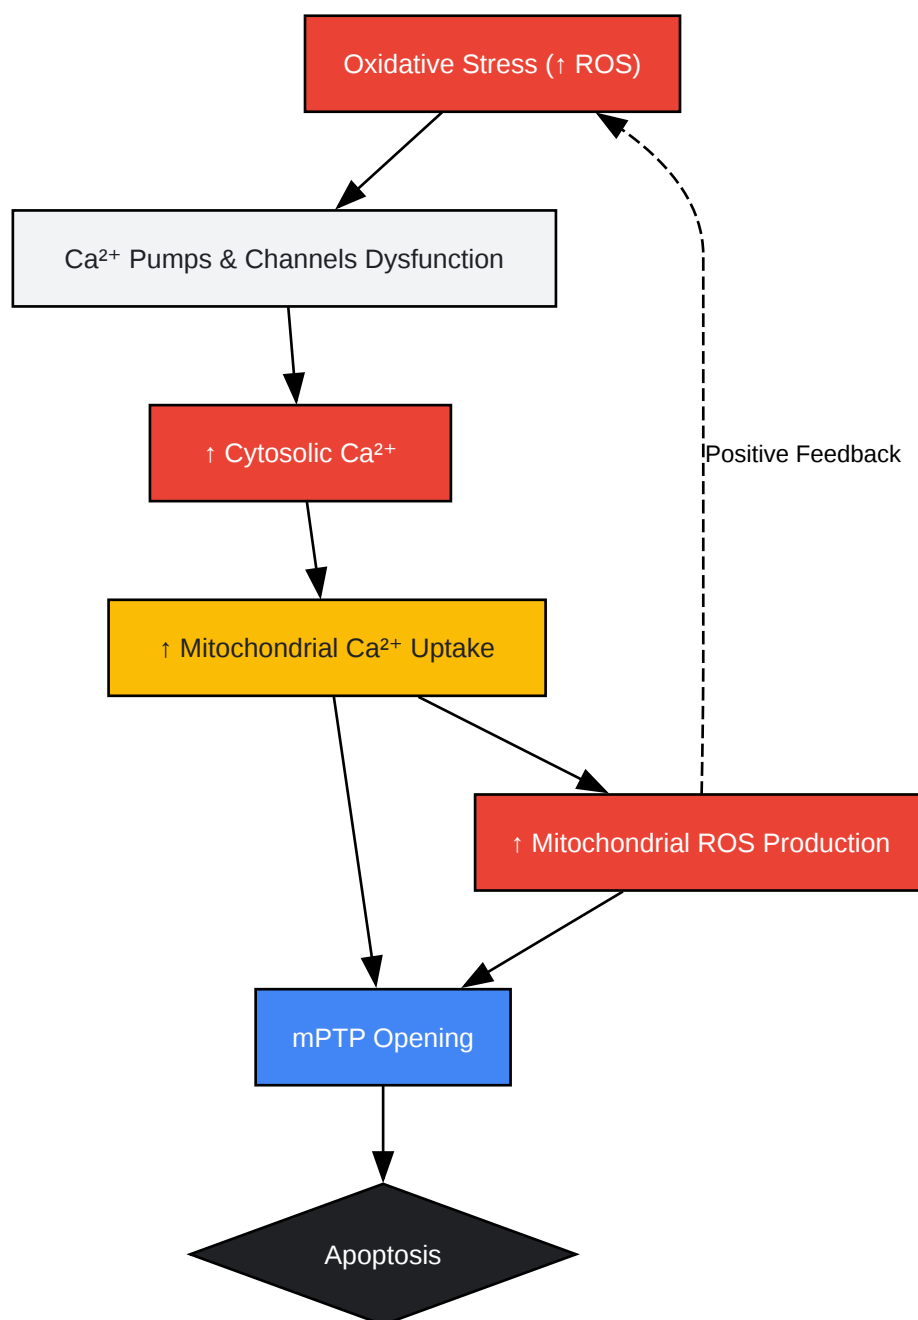 Oxidative Stress (↑ ROS)
Ca²⁺ Pumps & Channels Dysfunction
↑ Cytosolic Ca²⁺
Positive Feedback
↑ Mitochondrial Ca²⁺ Uptake
↑ Mitochondrial ROS Production
mPTP Opening
Apoptosis